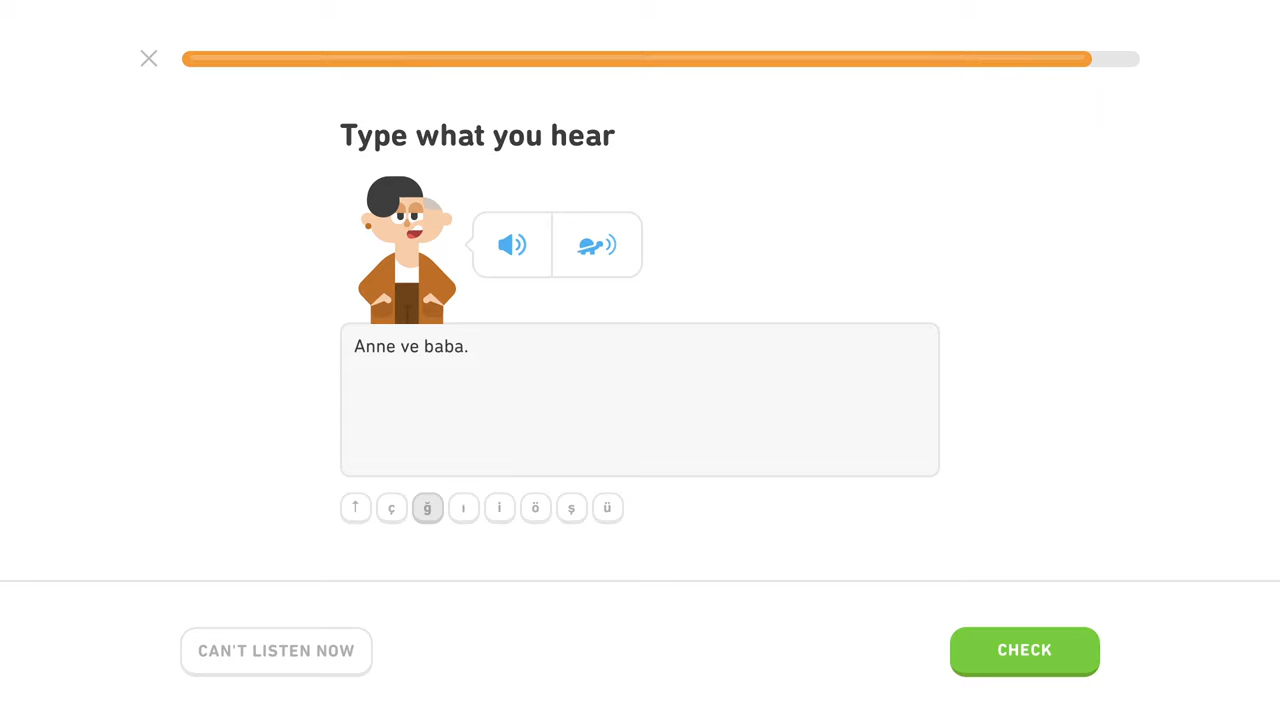 Type what you hear
Anne ve baba.
↑ ç ğ ı i ö ş ü
CAN'T LISTEN NOW
CHECK